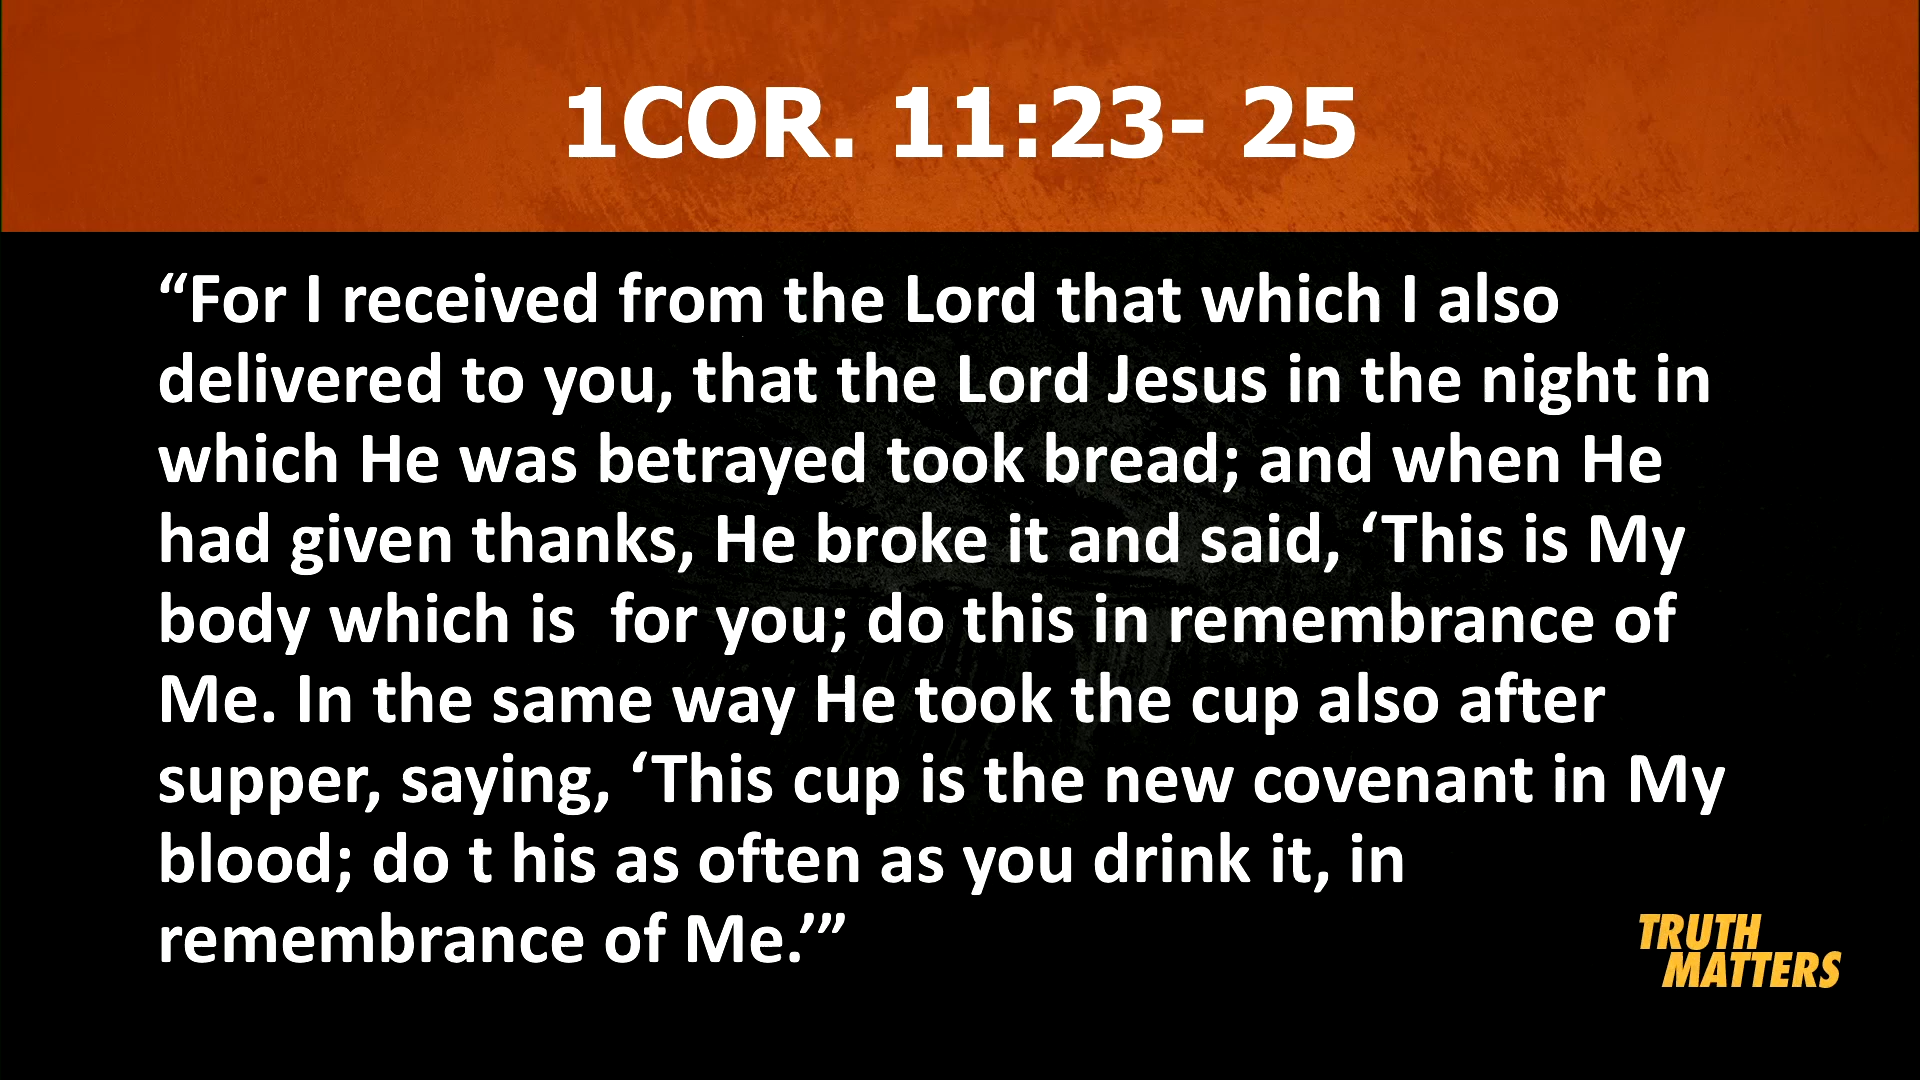 1COR. 11:23- 25
“For I received from the Lord that which I also
delivered to you, that the Lord Jesus in the night in
which He was betrayed took bread; and when He
had given thanks, He broke it and said, ‘This is My
body which is  for you; do this in remembrance of
Me. In the same way He took the cup also after
supper, saying, ‘This cup is the new covenant in My
blood; do t his as often as you drink it, in
remembrance of Me.’”
TRUTH
MATTERS